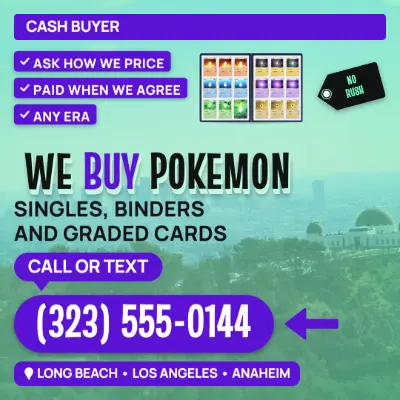 CASH BUYER
✓ ASK HOW WE PRICE
✓ PAID WHEN WE AGREE
✓ ANY ERA
NO
RUSH
WE BUY POKEMON
SINGLES, BINDERS
AND GRADED CARDS
CALL OR TEXT
(323) 555-0144
LONG BEACH • LOS ANGELES • ANAHEIM